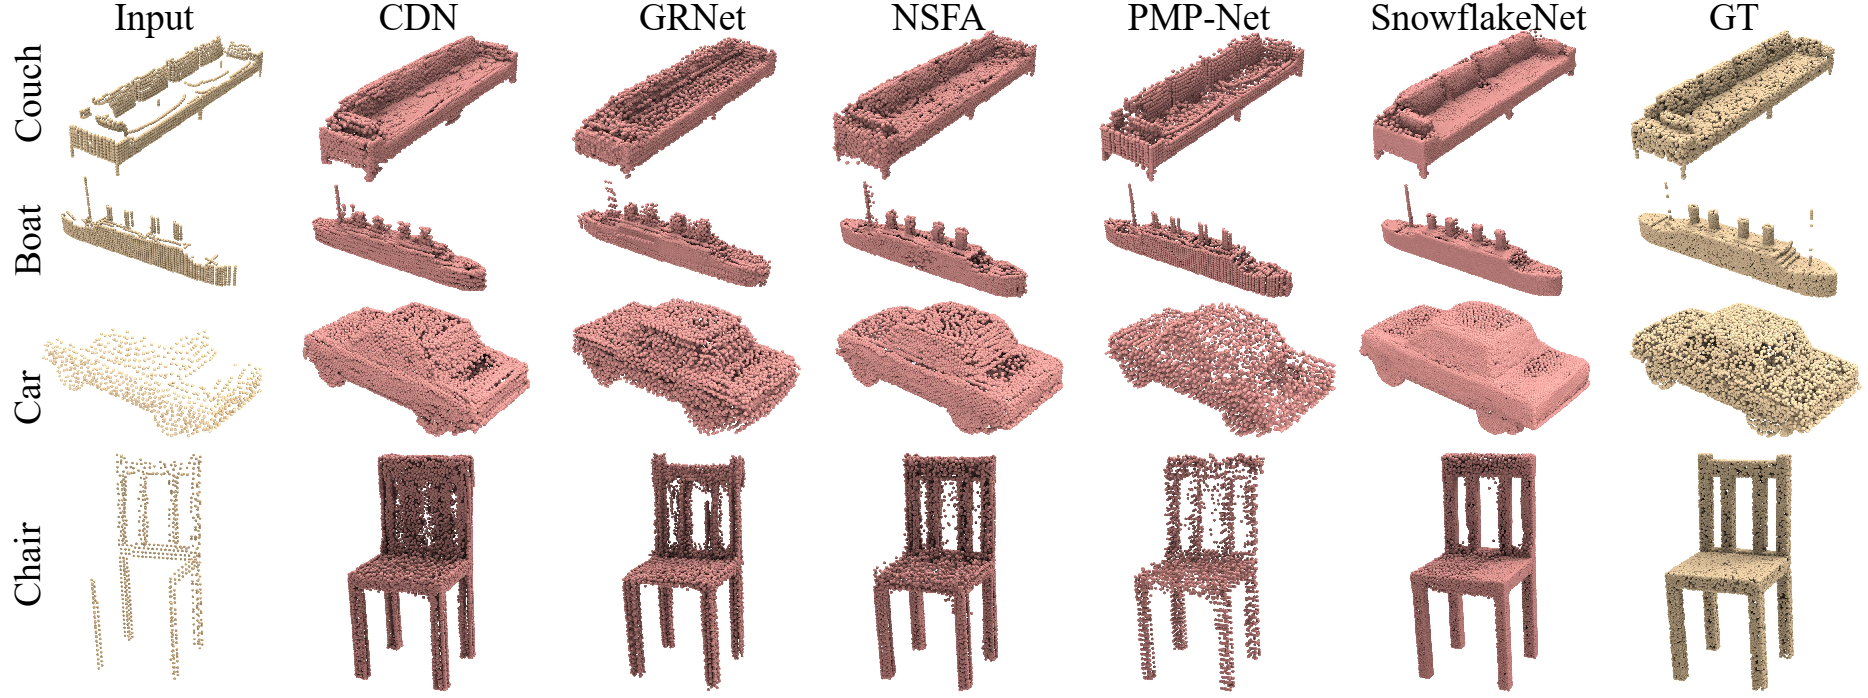 Input CDN GRNet NSFA PMP-Net SnowflakeNet GT
Couch
Boat
Car
Chair